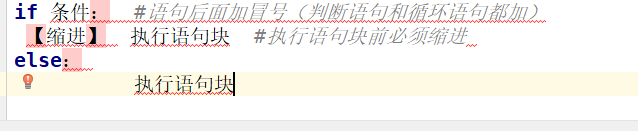 if 条件： #语句后面加冒号（判断语句和循环语句都加）
【缩进】 执行语句块 #执行语句块前必须缩进
else：
执行语句块